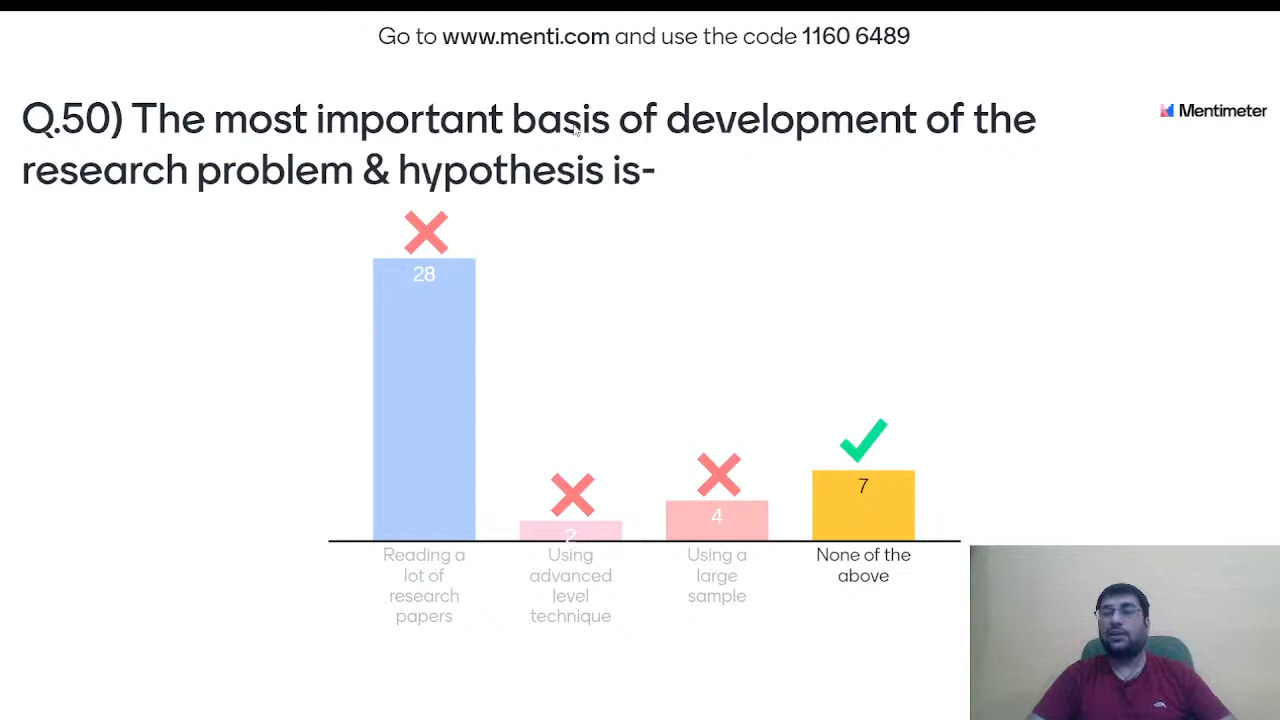 Go to www.menti.com and use the code 1160 6489
Q.50) The most important basis of development of the
research problem & hypothesis is-
Mentimeter
28
2
4
7
Reading a
lot of
research
papers
Using
advanced
level
technique
Using a
large
sample
None of the
above